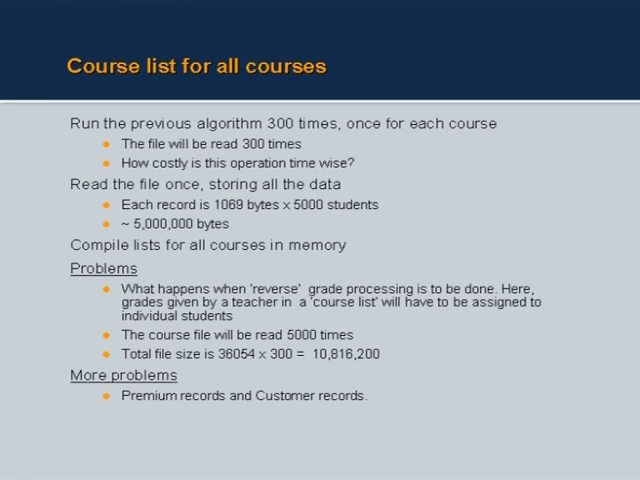 Course list for all courses
Run the previous algorithm 300 times, once for each course
The file will be read 300 times
How costly is this operation time wise?
Read the file once, storing all the data
Each record is 1069 bytes x 5000 students
~ 5,000,000 bytes
Compile lists for all courses in memory
Problems
What happens when 'reverse' grade processing is to be done. Here,
grades given by a teacher in a 'course list' will have to be assigned to
individual students
The course file will be read 5000 times
Total file size is 36054 x 300 = 10,816,200
More problems
Premium records and Customer records.